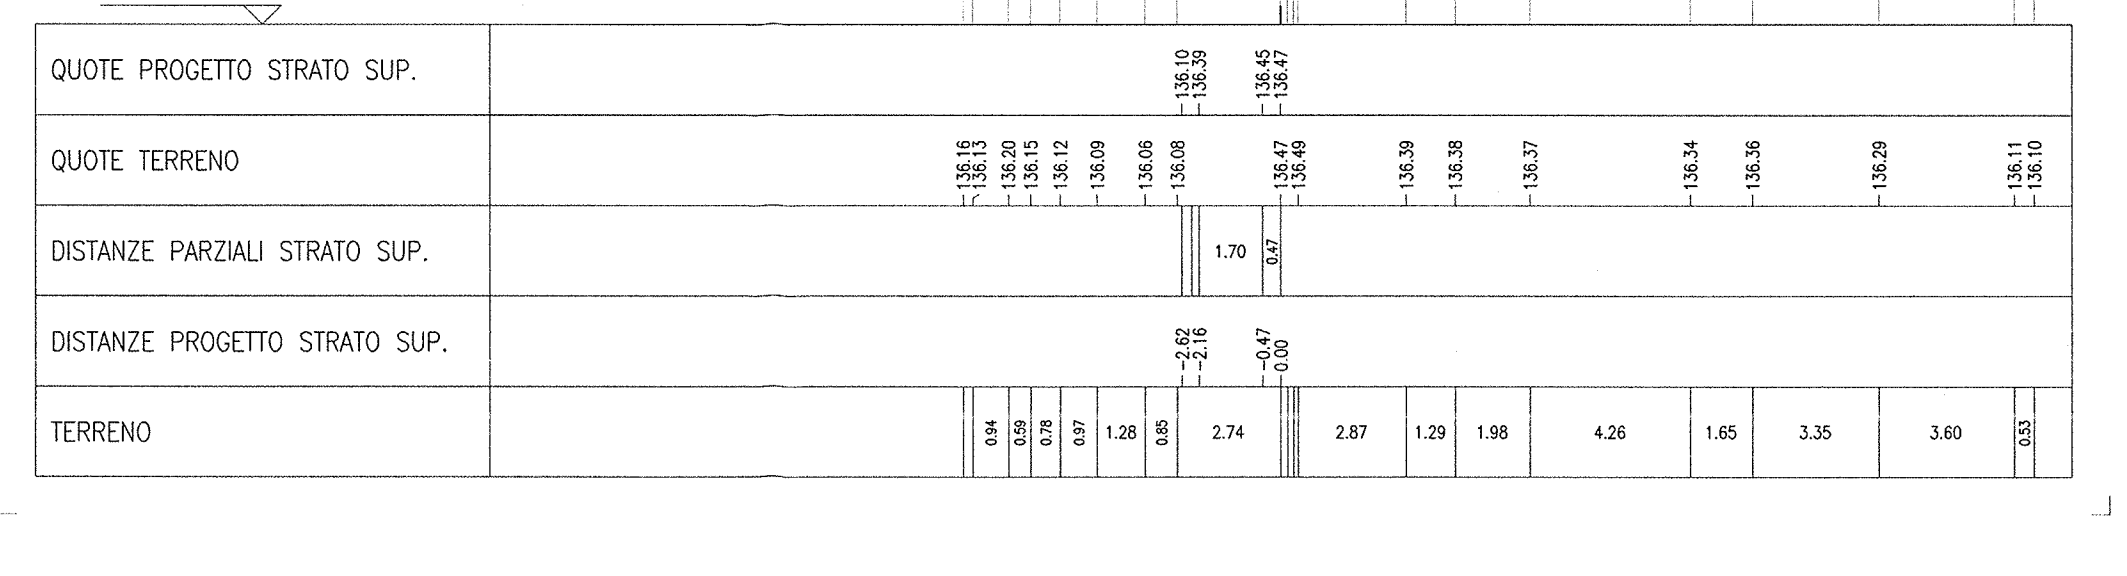 QUOTE PROGETTO STRATO SUP. 136.10 136.39 136.45 136.47
QUOTE TERRENO 136.16 136.13 136.20 136.15 136.12 136.09 136.06 136.08 136.47 136.49 136.39 136.38 136.37 136.34 136.36 136.29 136.11 136.10
DISTANZE PARZIALI STRATO SUP. 1.70 0.47
DISTANZE PROGETTO STRATO SUP. -2.62 -2.16 -0.47 0.00
TERRENO 0.94 0.59 0.78 0.97 1.28 0.85 2.74 2.87 1.29 1.98 4.26 1.65 3.35 3.60 0.53